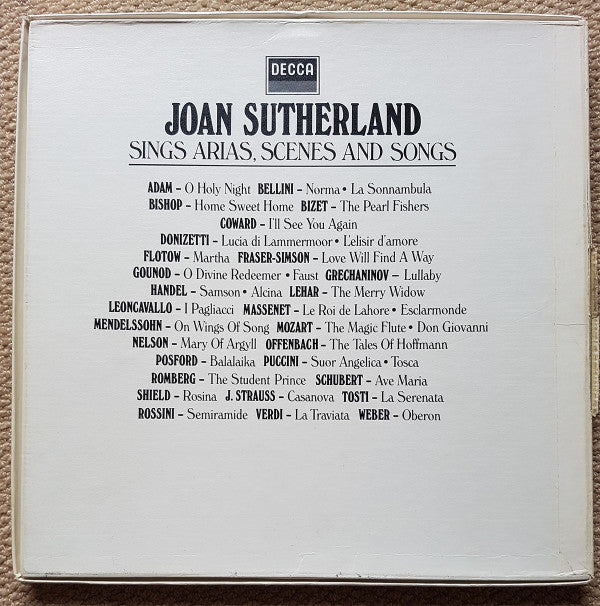 DECCA
JOAN SUTHERLAND
SINGS ARIAS, SCENES AND SONGS
ADAM – O Holy Night BELLINI – Norma • La Sonnambula
BISHOP – Home Sweet Home BIZET – The Pearl Fishers
COWARD – I'll See You Again
DONIZETTI – Lucia di Lammermoor • L'elisir d'amore
FLOTOW – Martha FRASER-SIMSON – Love Will Find A Way
GOUNOD – O Divine Redeemer • Faust GRECHANINOV – Lullaby
HANDEL – Samson • Alcina LEHAR – The Merry Widow
LEONCAVALLO – I Pagliacci MASSENET – Le Roi de Lahore • Esclarmonde
MENDELSSOHN – On Wings Of Song MOZART – The Magic Flute • Don Giovanni
NELSON – Mary Of Argyll OFFENBACH – The Tales Of Hoffmann
POSFORD – Balalaika PUCCINI – Suor Angelica • Tosca
ROMBERG – The Student Prince SCHUBERT – Ave Maria
SHIELD – Rosina J. STRAUSS – Casanova TOSTI – La Serenata
ROSSINI – Semiramide VERDI – La Traviata WEBER – Oberon